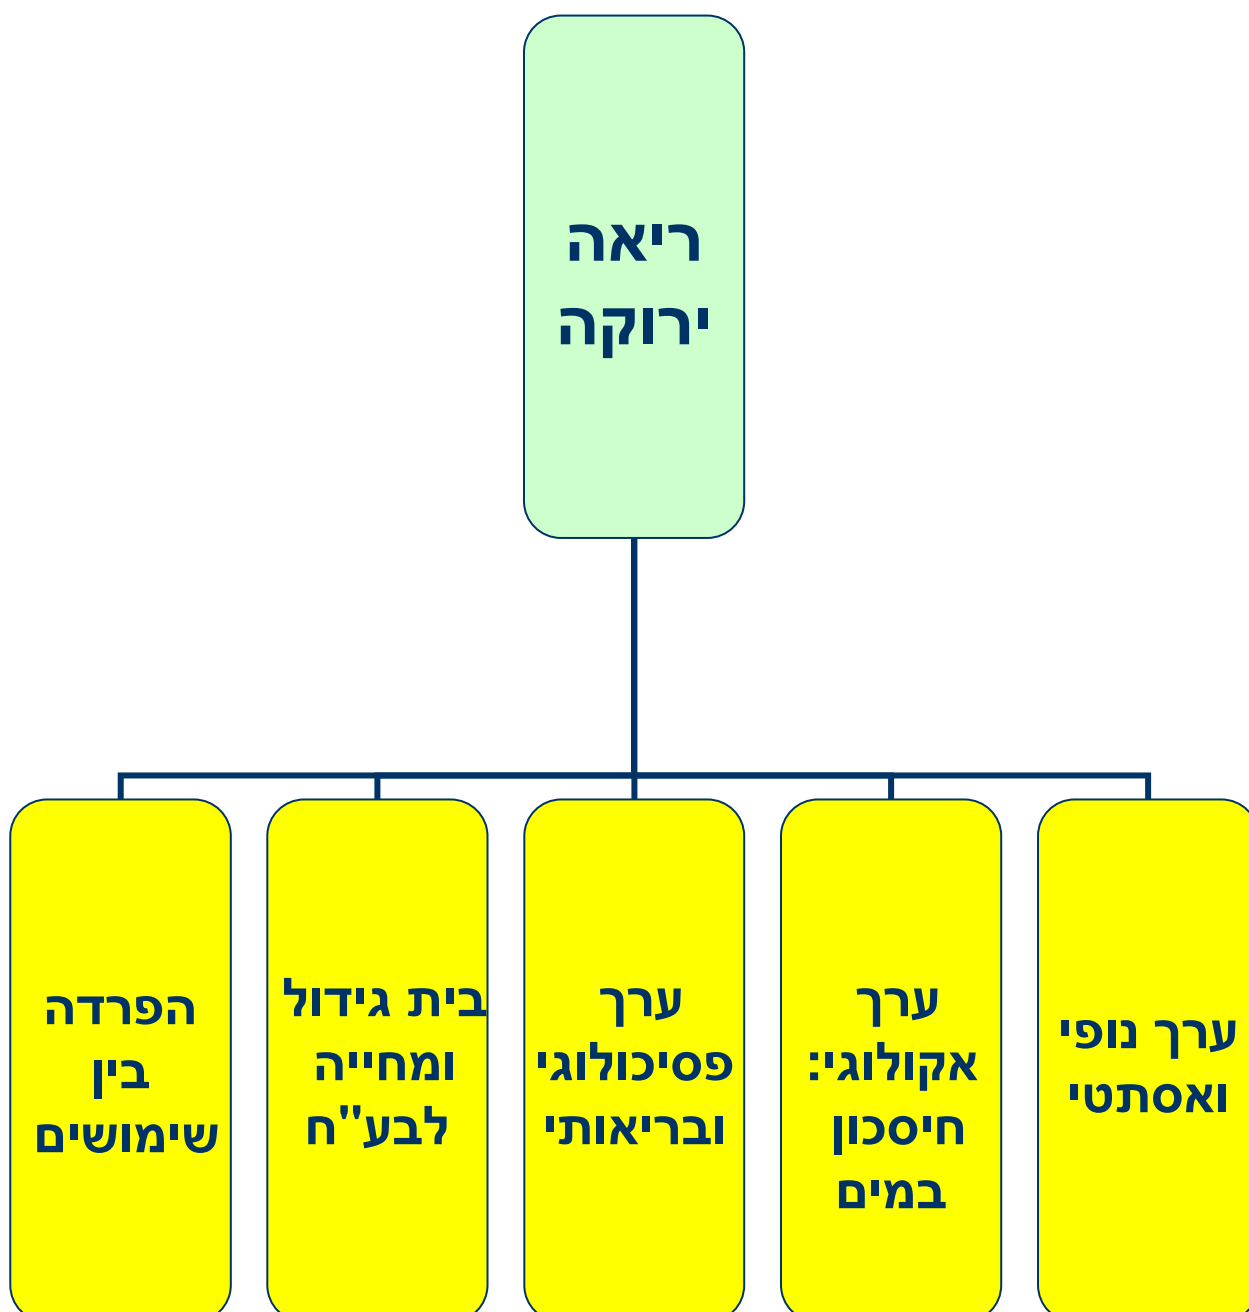 ריאה
ירוקה
ערך נופי
ואסתטי
ערך
אקולוגי:
חיסכון
במים
ערך
פסיכולוגי
ובריאותי
בית גידול
ומחייה
לבע"ח
הפרדה
בין
שימושים